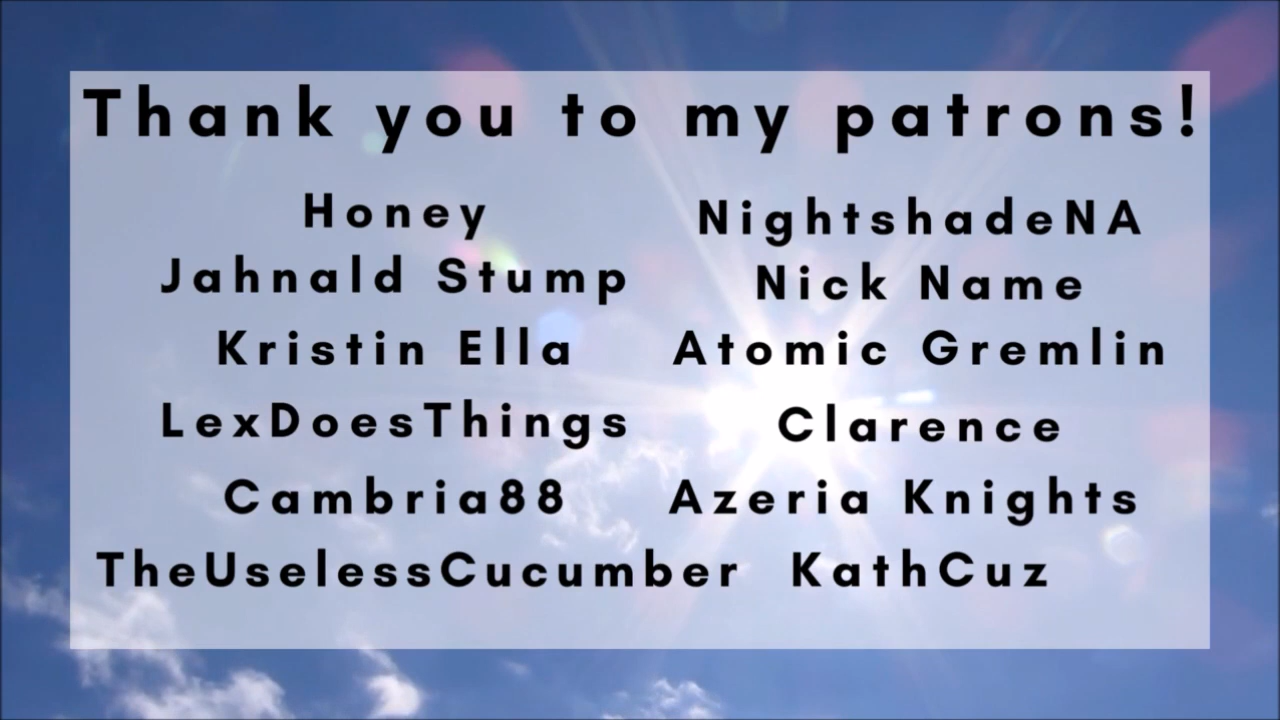 Thank you to my patrons!
Honey
Jahnald Stump
Kristin Ella
LexDoesThings
Cambria88
TheUselessCucumber
NightshadeNA
Nick Name
Atomic Gremlin
Clarence
Azeria Knights
KathCuz